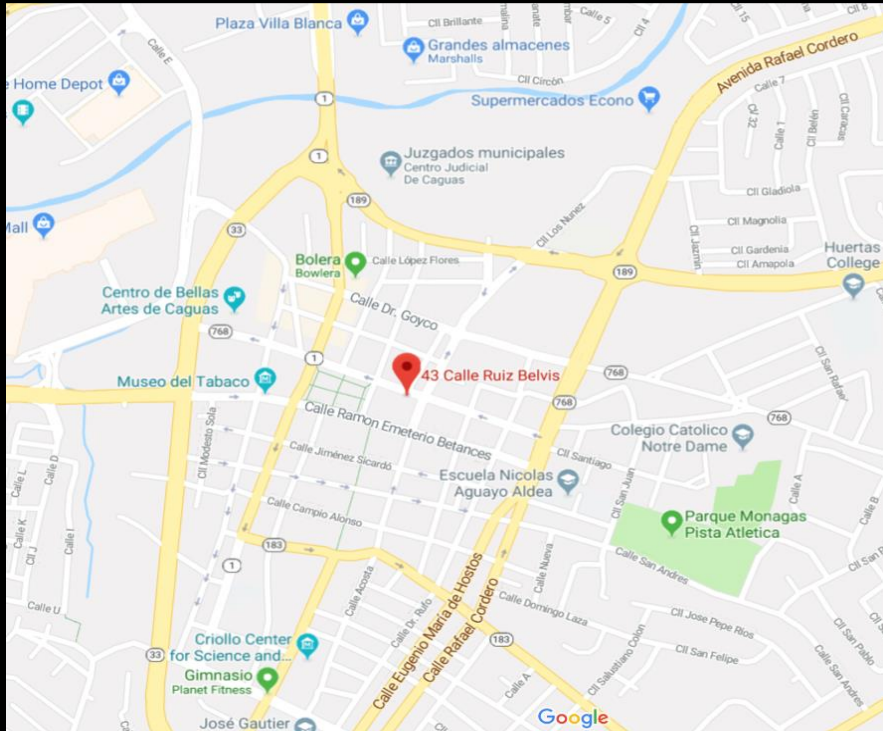 Plaza Villa Blanca
Cll Brillante
Calle 5
Cll 4
Cll 15
Calle E
Grandes almacenes
Marshalls
Avenida Rafael Cordero
Home Depot
Cll Circòn
Calle 7
Supermercados Econo
Cll 32
Calle 1
Cll Belén
Cll Caracas
1
Juzgados municipales
Centro Judicial
De Caguas
1
189
Cll Gladiola
Mall
33
Cll Los Nunez
Cll Magnolia
Cll Jazmin
Bolera
Bowlera
Calle López Flores
Cll Gardenia
Cll Amapola
Huertas
College
189
Centro de Bellas
Artes de Caguas
Calle Dr. Goyco
768
1
43 Calle Ruiz Belvis
768
Cll San Rafael
Museo del Tabaco
768
768
Calle Ramon Emeterio Betances
Colegio Catolico
Notre Dame
Cll Modesto Sola
Calle Jiménez Sicardó
Cll Santiago
Calle L
Calle D
Escuela Nicolas
Aguayo Aldea
Cll San Juan
Calle A
Calle K
Calle I
Calle Campio Alonso
Calle B
Parque Monagas
Pista Atletica
Cll J
183
Calle Nueva
Calle San Andres
1
Calle Acosta
Calle U
Calle Dr. Rufo
Calle Eugenio María de Hostos
Calle Rafael Cordero
Calle Domingo Laza
Cll Jose Pepe Rios
Criollo Center
for Science and...
183
Cll San Pablo
33
Cll San Felipe
Gimnasio
Planet Fitness
Cll Salustiano Colon
Calle A
Calle San Andres
José Gautier
Google